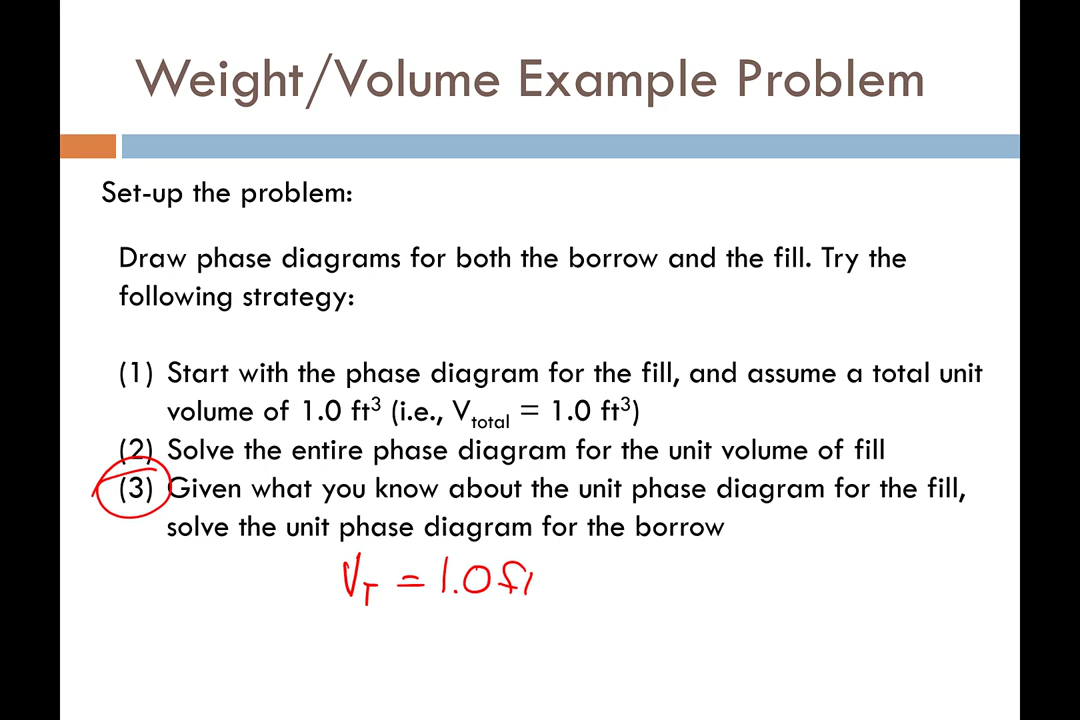 Weight/Volume Example Problem
Set-up the problem:
Draw phase diagrams for both the borrow and the fill. Try the
following strategy:
(1) Start with the phase diagram for the fill, and assume a total unit
volume of 1.0 ft³ (i.e., Vtotal = 1.0 ft³)
(2) Solve the entire phase diagram for the unit volume of fill
(3) Given what you know about the unit phase diagram for the fill,
solve the unit phase diagram for the borrow
VT = 1.0